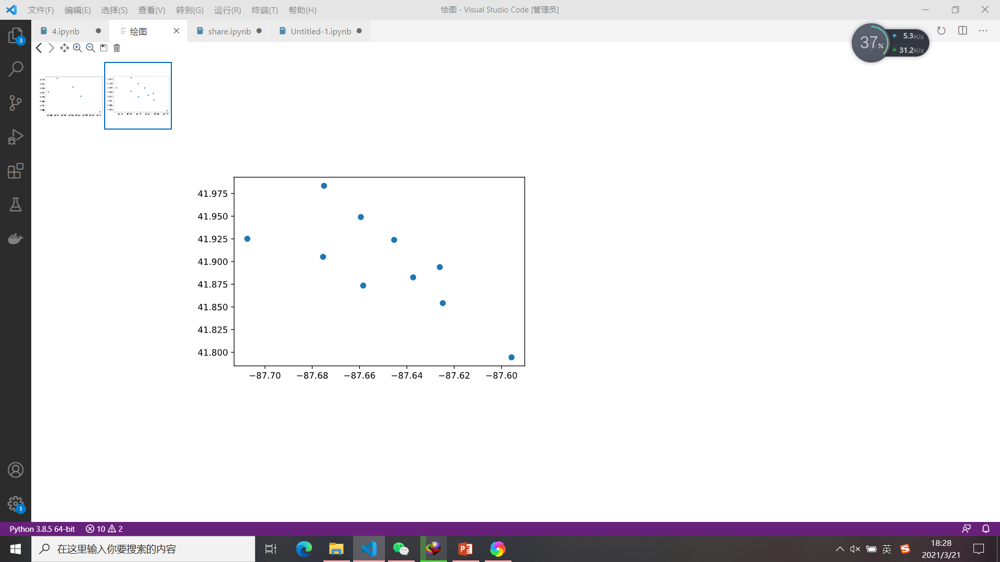 文件(F) 编辑(E) 选择(S) 查看(V) 转到(G) 运行(R) 终端(T) 帮助(H) 绘图 - Visual Studio Code [管理员]
4.ipynb 绘图 share.ipynb Untitled-1.ipynb
37% 5.3K/s
31.2K/s
3
41.975
41.950
41.925
41.900
41.875
41.850
41.825
41.800
−87.70 −87.68 −87.66 −87.64 −87.62 −87.60
1
Python 3.8.5 64-bit 10 2
在这里输入你要搜索的内容 英 18:28
2021/3/21